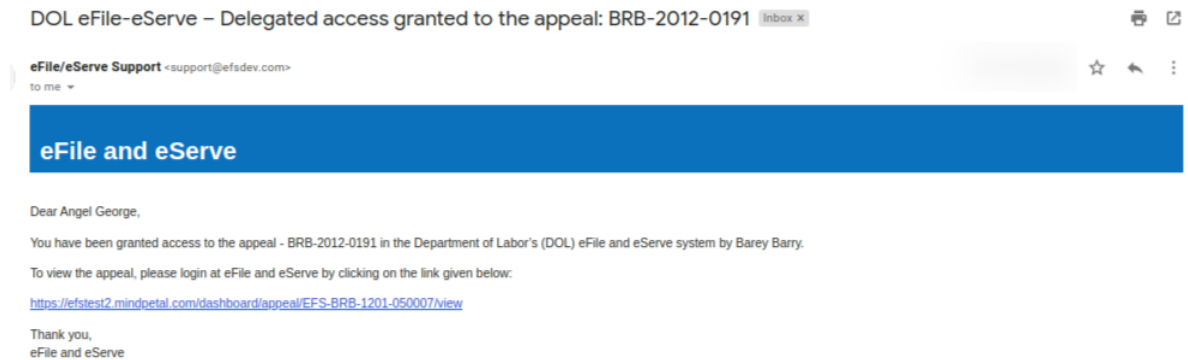 DOL eFile-eServe – Delegated access granted to the appeal: BRB-2012-0191 Inbox x
eFile/eServe Support <support@efsdev.com>
to me
eFile and eServe
Dear Angel George,
You have been granted access to the appeal - BRB-2012-0191 in the Department of Labor's (DOL) eFile and eServe system by Barey Barry.
To view the appeal, please login at eFile and eServe by clicking on the link given below:
https://efstest2.mindpetal.com/dashboard/appeal/EFS-BRB-1201-050007/view
Thank you,
eFile and eServe